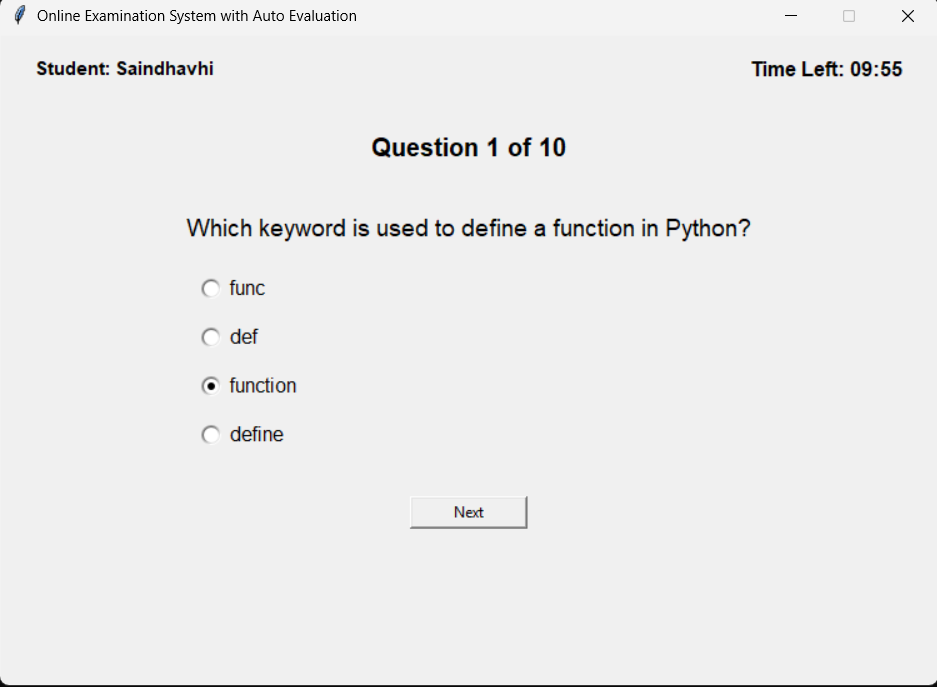 Online Examination System with Auto Evaluation
Student: Saindhavhi
Time Left: 09:55
Question 1 of 10
Which keyword is used to define a function in Python?
func
def
function
define
Next